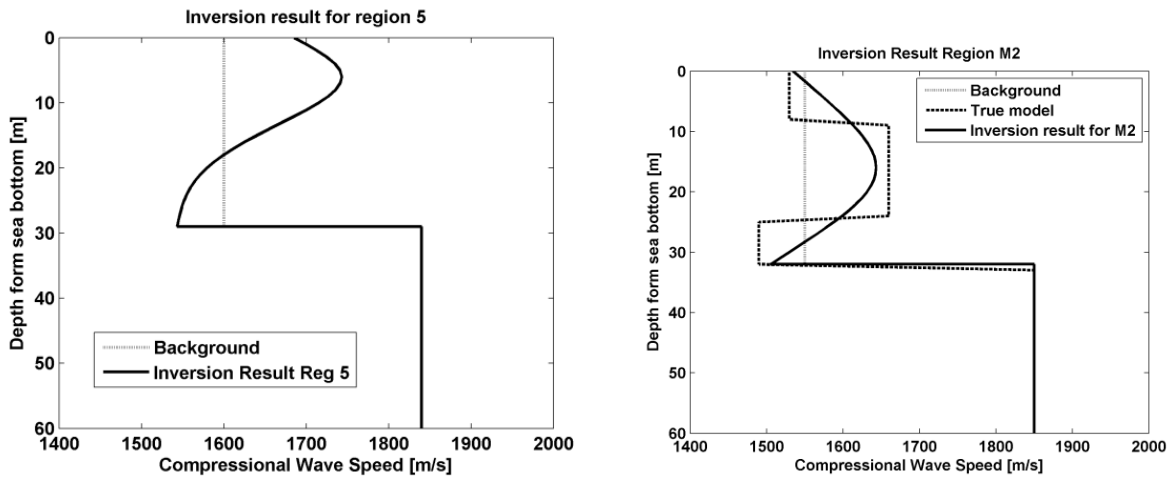 Inversion result for region 5
0
10
20
30
40
50
60
Depth form sea bottom [m]
Background
Inversion Result Reg 5
1400 1500 1600 1700 1800 1900 2000
Compressional Wave Speed [m/s]
Inversion Result Region M2
0
10
20
30
40
50
60
Depth form sea bottom [m]
Background
True model
Inversion result for M2
1400 1500 1600 1700 1800 1900 2000
Compressional Wave Speed [m/s]